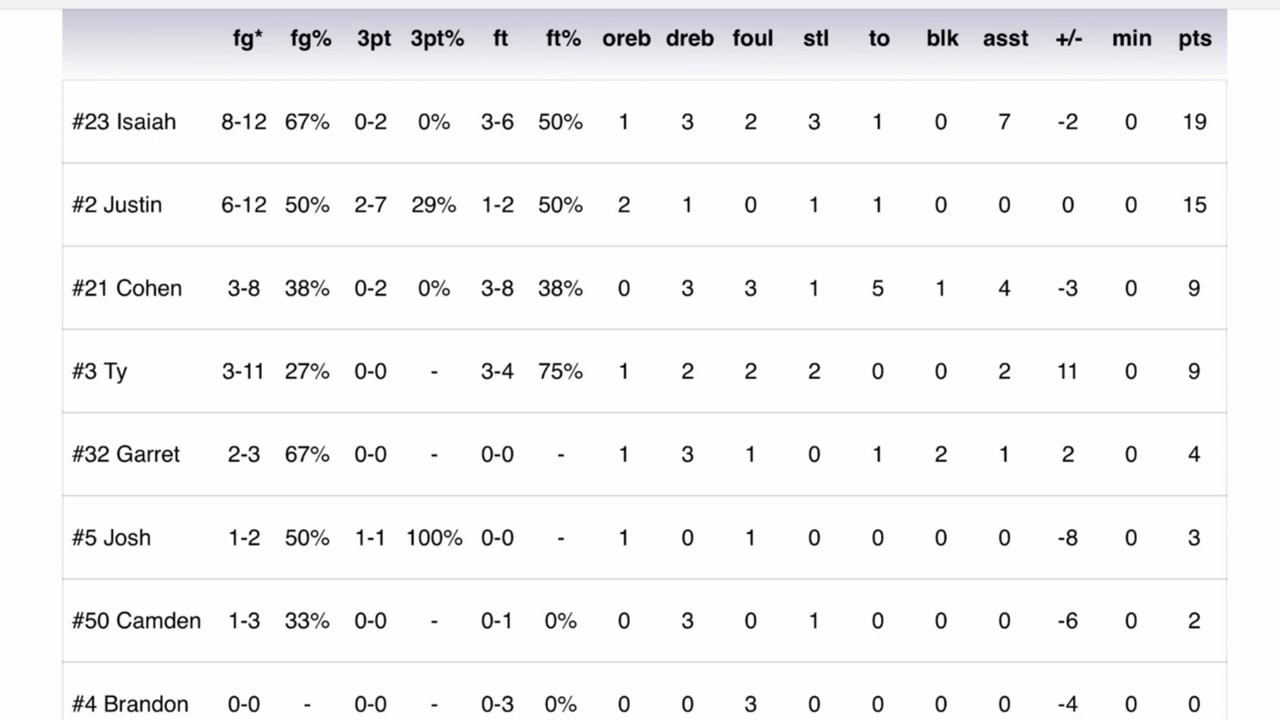 fg* fg% 3pt 3pt% ft ft% oreb dreb foul stl to blk asst +/- min pts
#23 Isaiah 8-12 67% 0-2 0% 3-6 50% 1 3 2 3 1 0 7 -2 0 19
#2 Justin 6-12 50% 2-7 29% 1-2 50% 2 1 0 1 1 0 0 0 0 15
#21 Cohen 3-8 38% 0-2 0% 3-8 38% 0 3 3 1 5 1 4 -3 0 9
#3 Ty 3-11 27% 0-0 - 3-4 75% 1 2 2 2 0 0 2 11 0 9
#32 Garret 2-3 67% 0-0 - 0-0 - 1 3 1 0 1 2 1 2 0 4
#5 Josh 1-2 50% 1-1 100% 0-0 - 1 0 1 0 0 0 0 -8 0 3
#50 Camden 1-3 33% 0-0 - 0-1 0% 0 3 0 1 0 0 0 -6 0 2
#4 Brandon 0-0 - 0-0 - 0-3 0% 0 0 3 0 0 0 0 -4 0 0